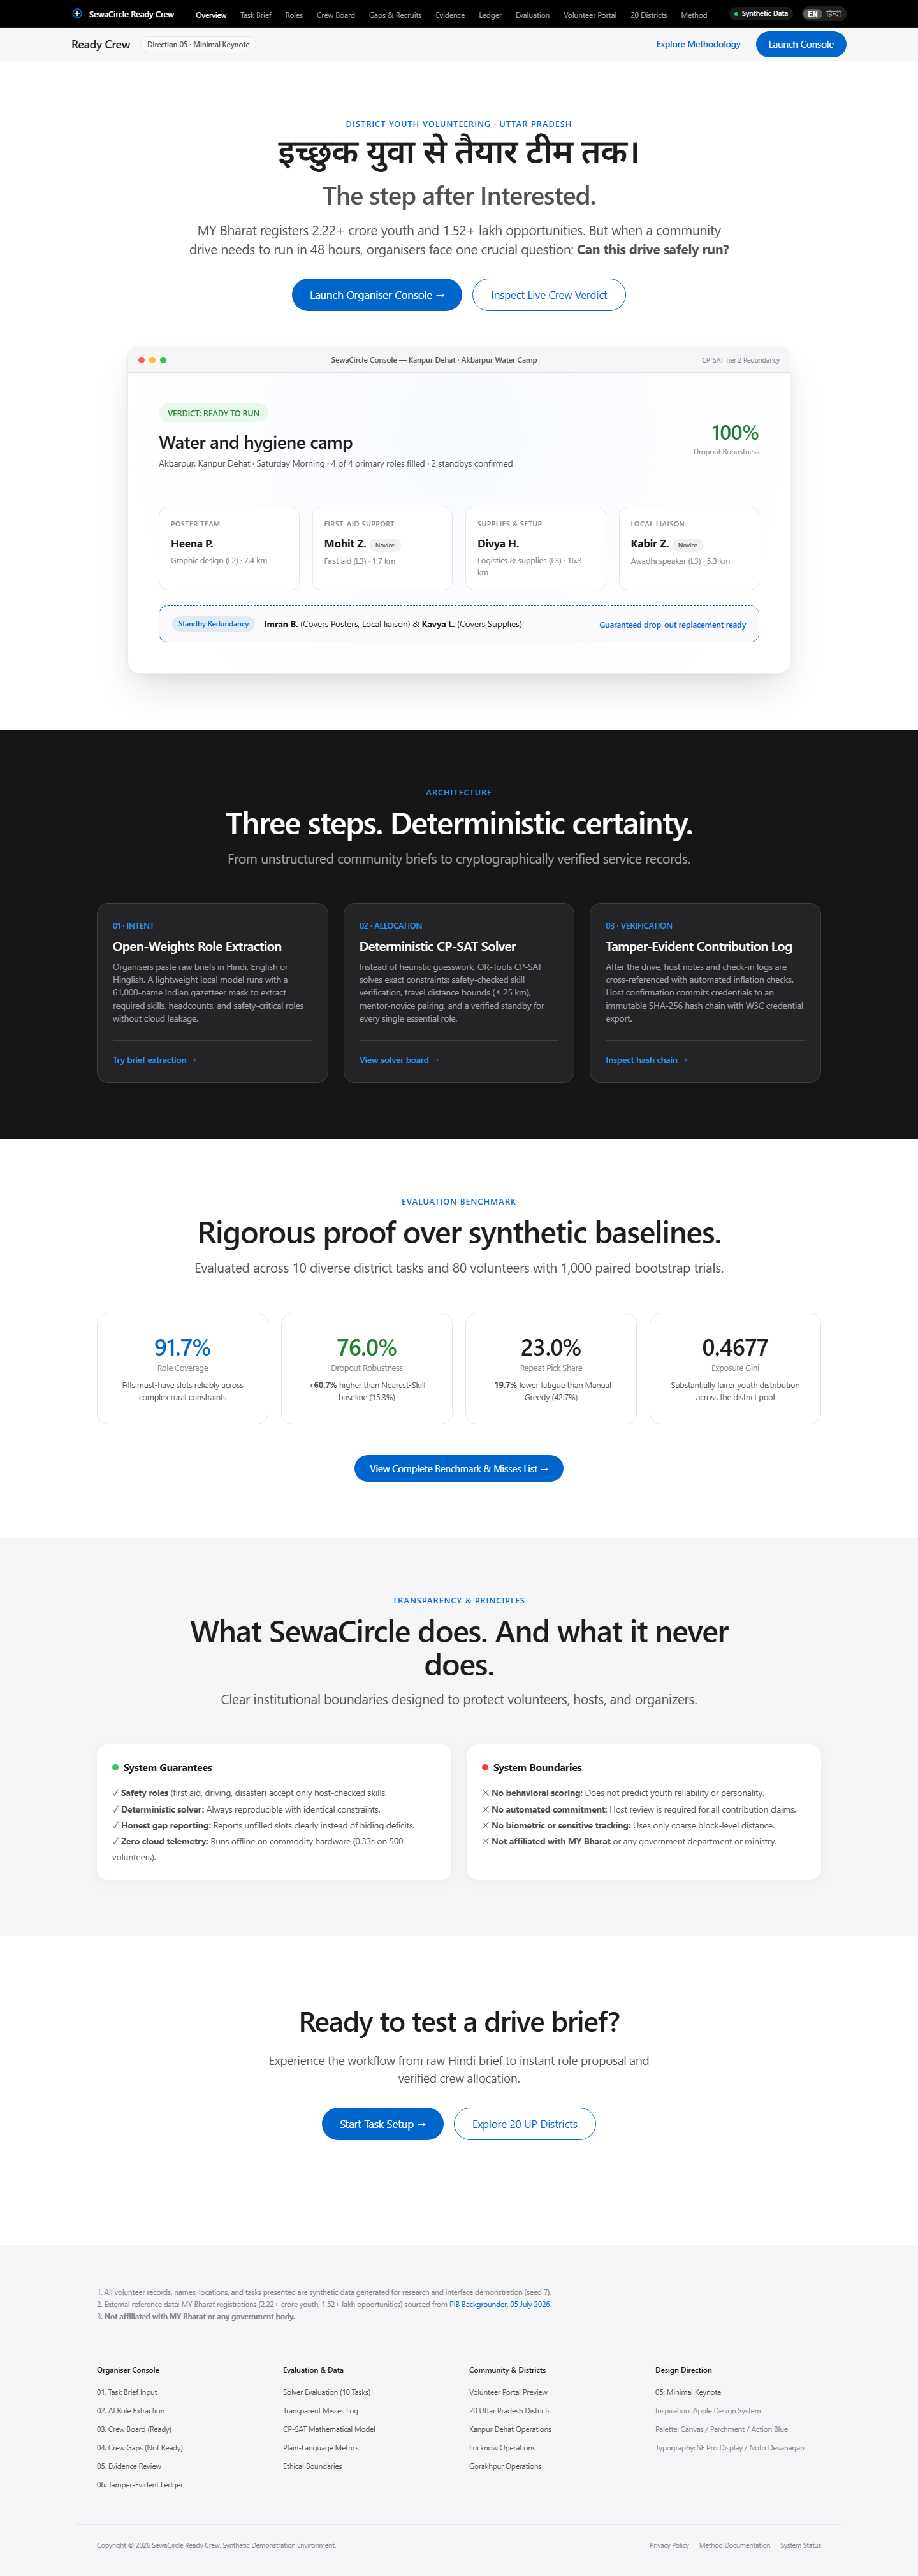 SewaCircle Ready Crew Overview Task Brief Roles Crew Board Gaps & Recruits Evidence Ledger Evaluation Volunteer Portal 20 Districts Method Synthetic Data EN हिन्दी
Ready Crew Direction 05 · Minimal Keynote Explore Methodology Launch Console
DISTRICT YOUTH VOLUNTEERING · UTTAR PRADESH
इच्छुक युवा से तैयार टीम तक।
The step after Interested.
MY Bharat registers 2.22+ crore youth and 1.52+ lakh opportunities. But when a community
drive needs to run in 48 hours, organisers face one crucial question: Can this drive safely run?
Launch Organiser Console → Inspect Live Crew Verdict
SewaCircle Console — Kanpur Dehat · Akbarpur Water Camp CP-SAT Tier 2 Redundancy
VERDICT: READY TO RUN
Water and hygiene camp
Akbarpur, Kanpur Dehat · Saturday Morning · 4 of 4 primary roles filled · 2 standbys confirmed
100%
Dropout Robustness
POSTER TEAM
Heena P.
Graphic design (L2) · 7.4 km
FIRST-AID SUPPORT
Mohit Z. Novice
First aid (L3) · 1.7 km
SUPPLIES & SETUP
Divya H.
Logistics & supplies (L3) · 16.3
km
LOCAL LIAISON
Kabir Z. Novice
Awadhi speaker (L3) · 5.3 km
Standby Redundancy Imran B. (Covers Posters, Local liaison) & Kavya L. (Covers Supplies) Guaranteed drop-out replacement ready
ARCHITECTURE
Three steps. Deterministic certainty.
From unstructured community briefs to cryptographically verified service records.
01 · INTENT
Open-Weights Role Extraction
Organisers paste raw briefs in Hindi, English or
Hinglish. A lightweight local model runs with a
61,000-name Indian gazetteer mask to extract
required skills, headcounts, and safety-critical roles
without cloud leakage.
Try brief extraction →
02 · ALLOCATION
Deterministic CP-SAT Solver
Instead of heuristic guesswork, OR-Tools CP-SAT
solves exact constraints: safety-checked skill
verification, travel distance bounds (≤ 25 km),
mentor-novice pairing, and a verified standby for
every single essential role.
View solver board →
03 · VERIFICATION
Tamper-Evident Contribution Log
After the drive, host notes and check-in logs are
cross-referenced with automated inflation checks.
Host confirmation commits credentials to an
immutable SHA-256 hash chain with W3C credential
export.
Inspect hash chain →
EVALUATION BENCHMARK
Rigorous proof over synthetic baselines.
Evaluated across 10 diverse district tasks and 80 volunteers with 1,000 paired bootstrap trials.
91.7%
Role Coverage
Fills must-have slots reliably across
complex rural constraints
76.0%
Dropout Robustness
+60.7% higher than Nearest-Skill
baseline (15.3%)
23.0%
Repeat Pick Share
-19.7% lower fatigue than Manual
Greedy (42.7%)
0.4677
Exposure Gini
Substantially fairer youth distribution
across the district pool
View Complete Benchmark & Misses List →
TRANSPARENCY & PRINCIPLES
What SewaCircle does. And what it never
does.
Clear institutional boundaries designed to protect volunteers, hosts, and organizers.
System Guarantees
✓ Safety roles (first aid, driving, disaster) accept only host-checked skills.
✓ Deterministic solver: Always reproducible with identical constraints.
✓ Honest gap reporting: Reports unfilled slots clearly instead of hiding deficits.
✓ Zero cloud telemetry: Runs offline on commodity hardware (0.33s on 500
volunteers).
System Boundaries
✕ No behavioral scoring: Does not predict youth reliability or personality.
✕ No automated commitment: Host review is required for all contribution claims.
✕ No biometric or sensitive tracking: Uses only coarse block-level distance.
✕ Not affiliated with MY Bharat or any government department or ministry.
Ready to test a drive brief?
Experience the workflow from raw Hindi brief to instant role proposal and
verified crew allocation.
Start Task Setup → Explore 20 UP Districts
1. All volunteer records, names, locations, and tasks presented are synthetic data generated for research and interface demonstration (seed 7).
2. External reference data: MY Bharat registrations (2.22+ crore youth, 1.52+ lakh opportunities) sourced from PIB Backgrounder, 05 July 2026.
3. Not affiliated with MY Bharat or any government body.
Organiser Console
01. Task Brief Input
02. AI Role Extraction
03. Crew Board (Ready)
04. Crew Gaps (Not Ready)
05. Evidence Review
06. Tamper-Evident Ledger
Evaluation & Data
Solver Evaluation (10 Tasks)
Transparent Misses Log
CP-SAT Mathematical Model
Plain-Language Metrics
Ethical Boundaries
Community & Districts
Volunteer Portal Preview
20 Uttar Pradesh Districts
Kanpur Dehat Operations
Lucknow Operations
Gorakhpur Operations
Design Direction
05: Minimal Keynote
Inspiration: Apple Design System
Palette: Canvas / Parchment / Action Blue
Typography: SF Pro Display / Noto Devanagari
Copyright © 2026 SewaCircle Ready Crew. Synthetic Demonstration Environment. Privacy Policy Method Documentation System Status